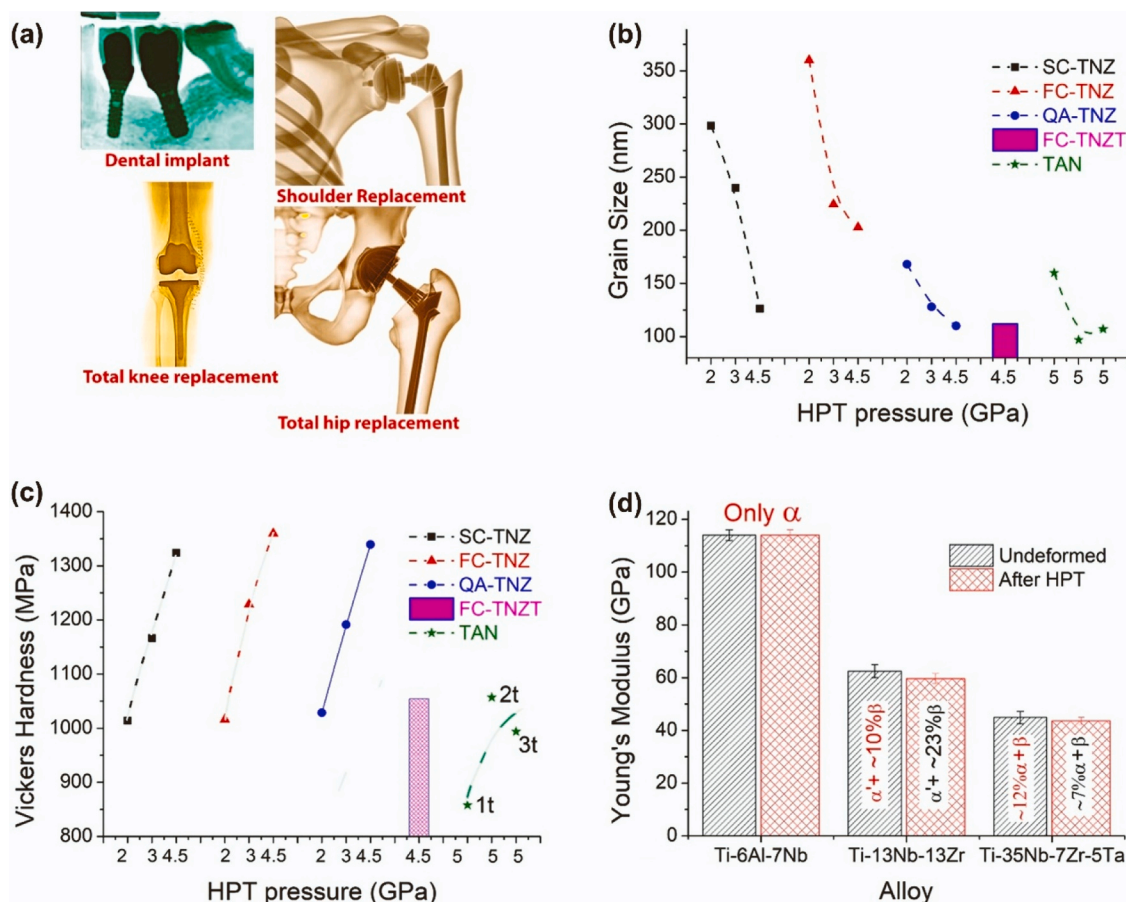 (a)
Dental implant
Shoulder Replacement
Total knee replacement
Total hip replacement
(b)
350
300
250
200
150
100
Grain Size (nm)
SC-TNZ
FC-TNZ
QA-TNZ
FC-TNZT
TAN
2 3 4.5 2 3 4.5 2 3 4.5 4.5 5 5 5
HPT pressure (GPa)
(c)
1400
1300
1200
1100
1000
900
800
Vickers Hardness (MPa)
SC-TNZ
FC-TNZ
QA-TNZ
FC-TNZT
TAN
2t
3t
1t
2 3 4.5 2 3 4.5 2 3 4.5 4.5 5 5 5
HPT pressure (GPa)
(d)
120
100
80
60
40
20
0
Young's Modulus (GPa)
Only α
Undeformed
After HPT
α'+ ~10%β
α'+ ~23%β
~12%α+β
~7%α+β
Ti-6Al-7Nb Ti-13Nb-13Zr Ti-35Nb-7Zr-5Ta
Alloy